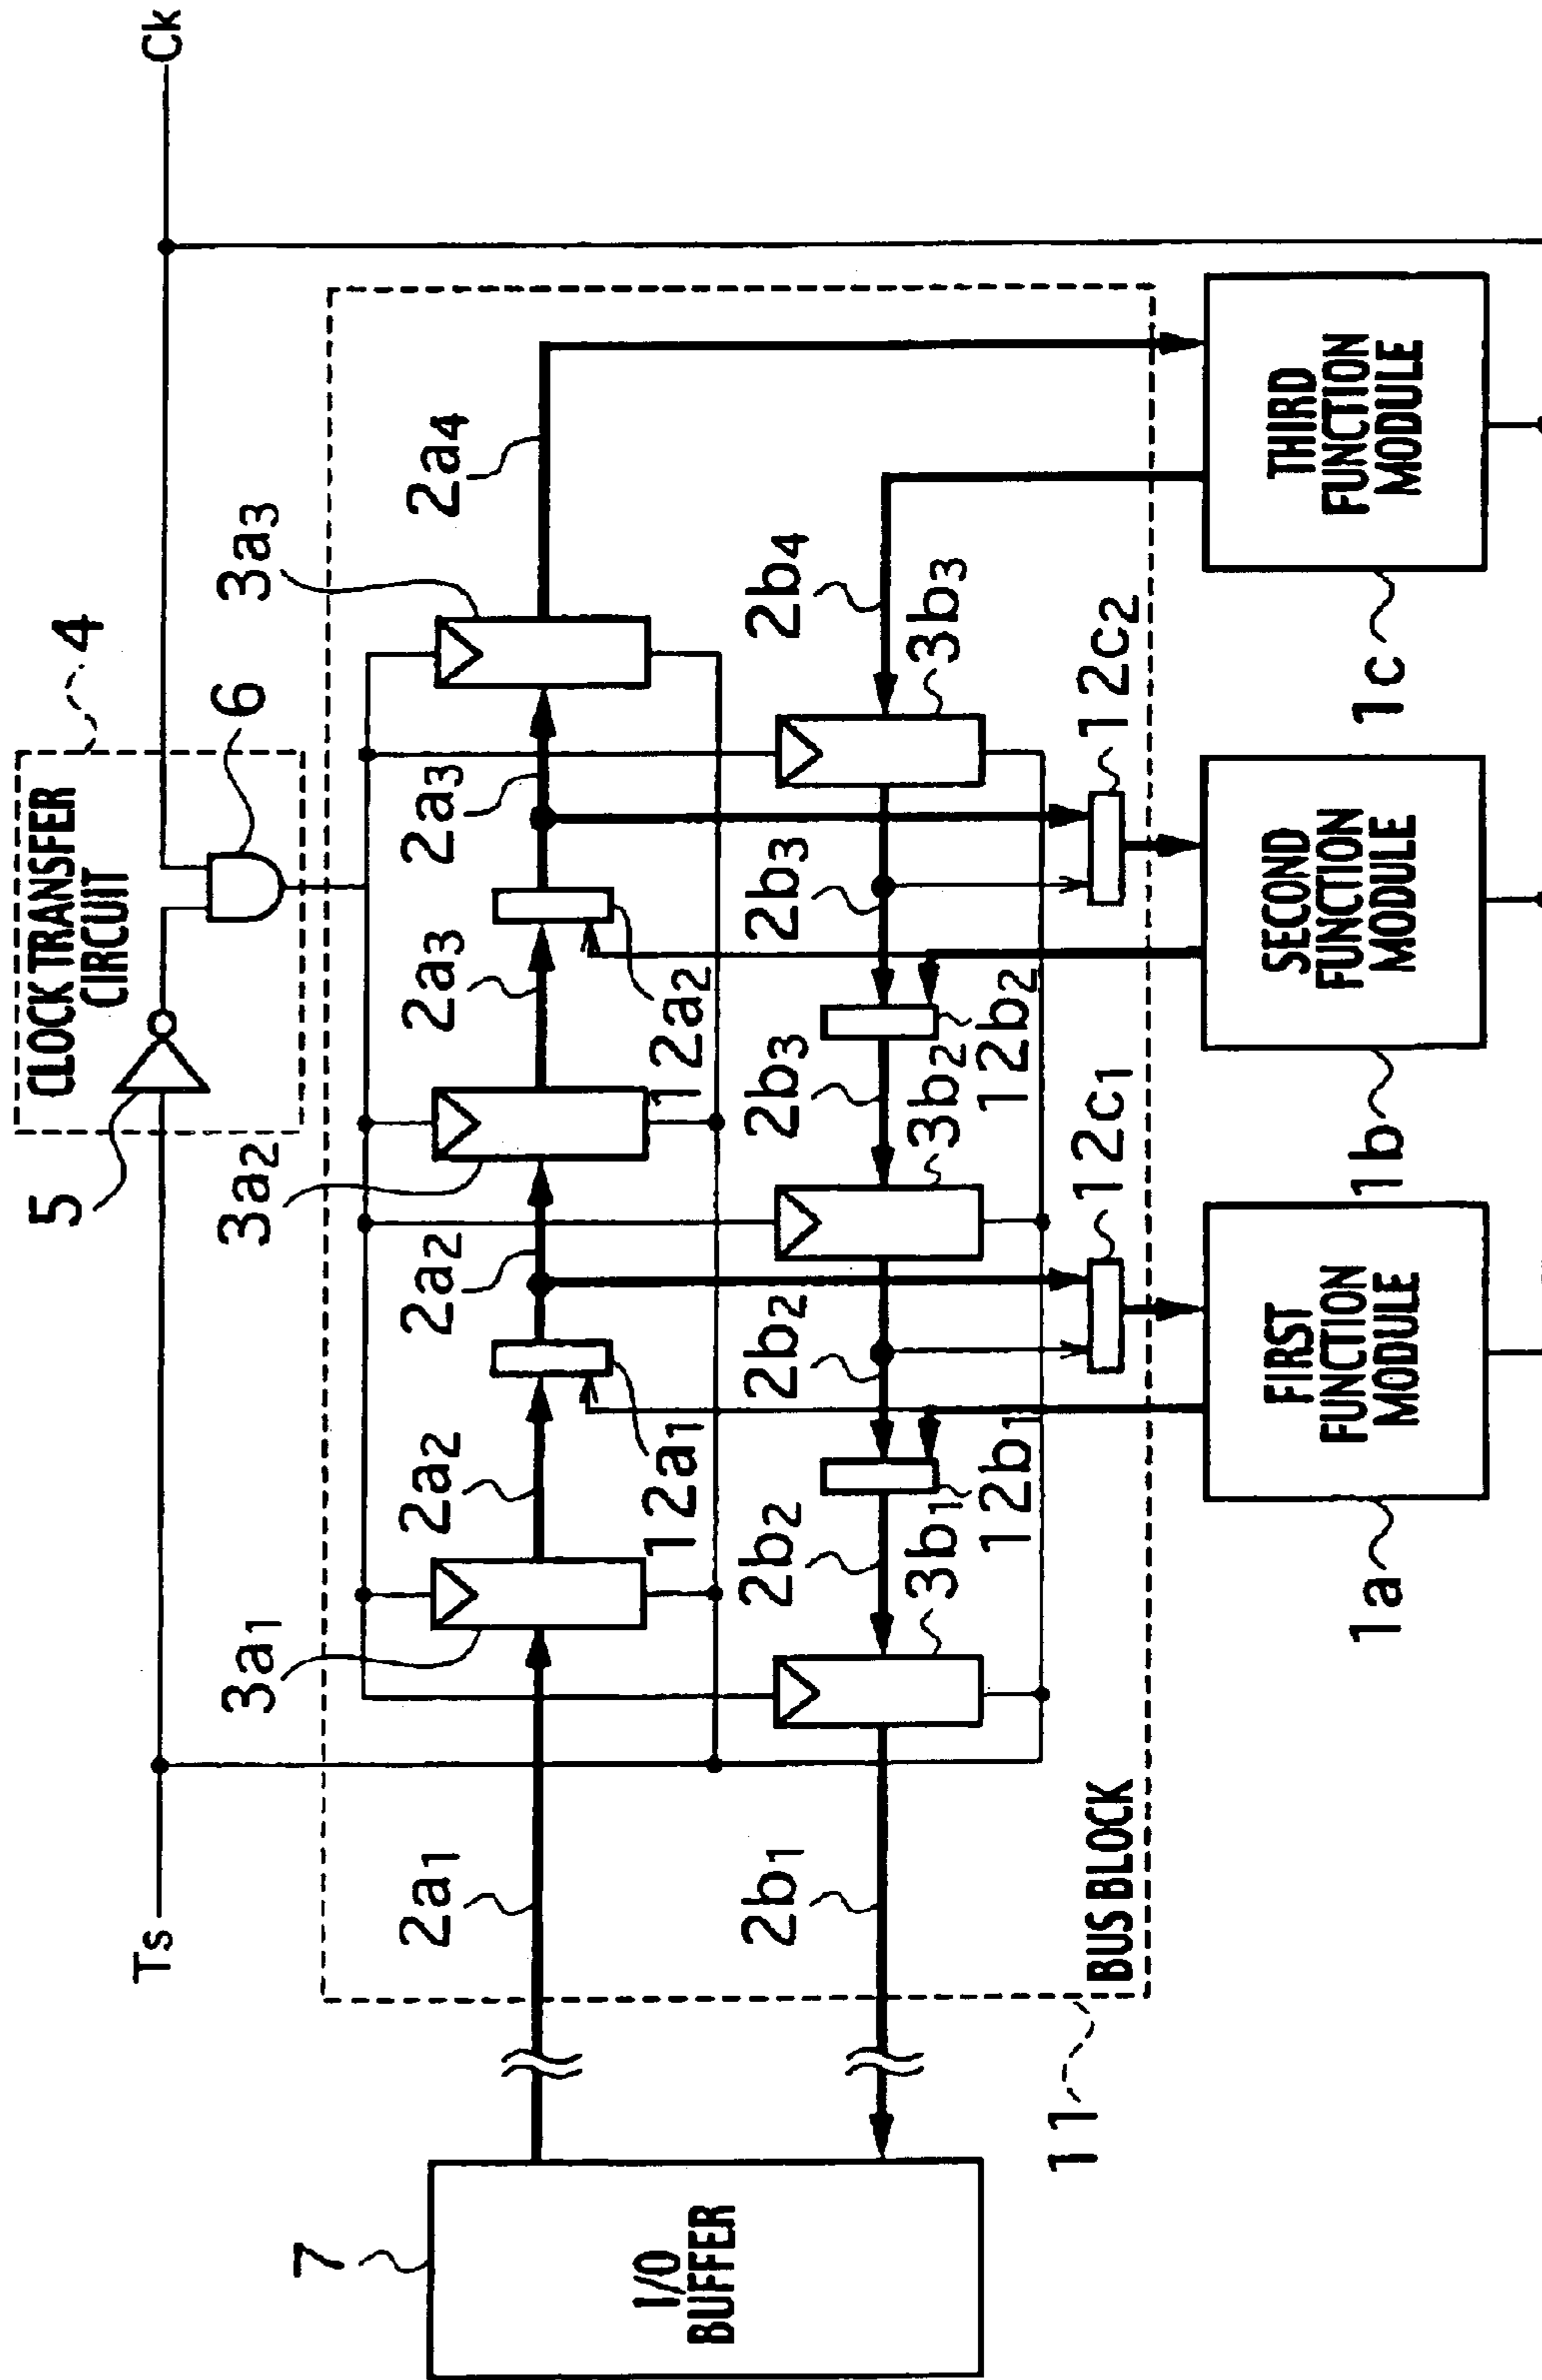 Ts
Ck
CLOCK TRANSFER
CIRCUIT
4
5
6
3a1
3a2
3a3
2a1
2a2
2a2
2a3
2a3
2a4
12a1
12a2
2b1
2b2
2b2
2b3
2b3
2b4
3b1
3b2
3b3
12b1
12b2
12c1
12c2
7
I/O
BUFFER
BUS BLOCK
11
FIRST
FUNCTION
MODULE
SECOND
FUNCTION
MODULE
THIRD
FUNCTION
MODULE
1a
1b
1c